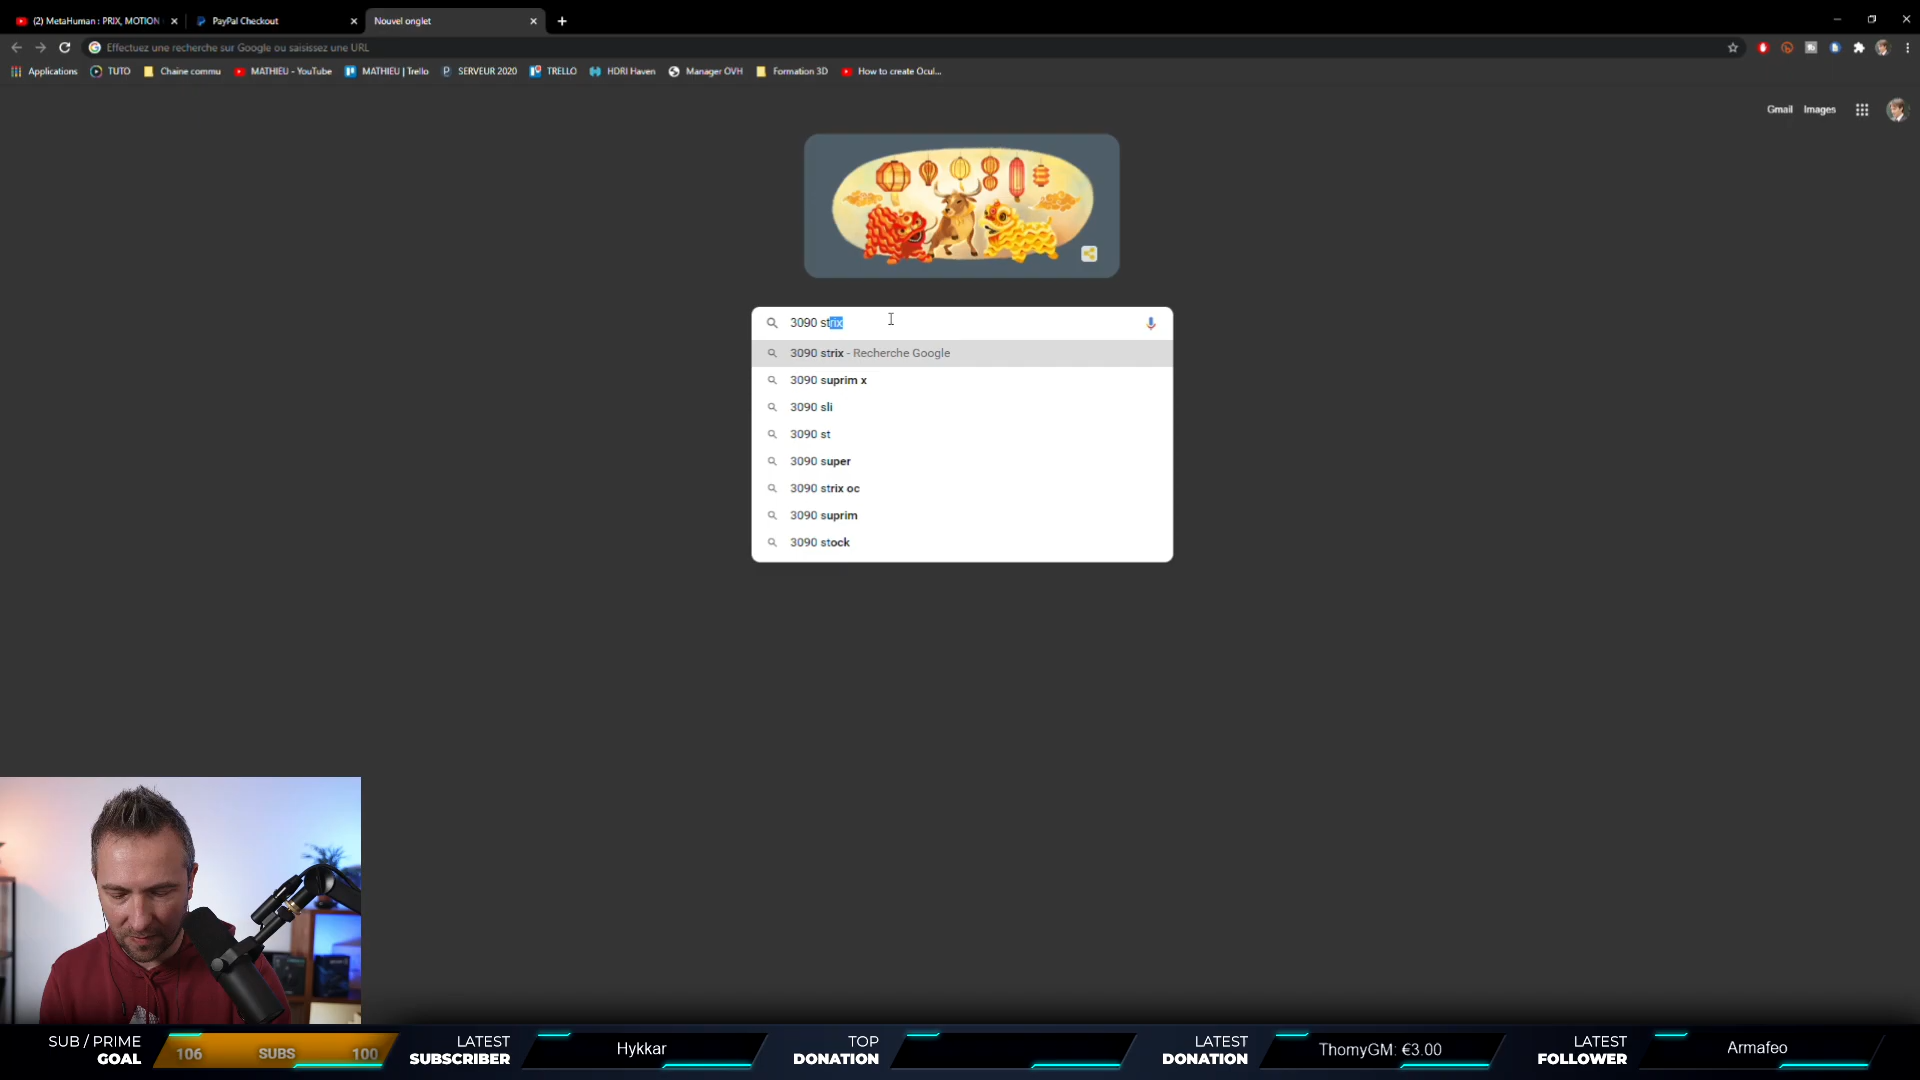 (2) MetaHuman : PRIX, MOTION
PayPal Checkout
Nouvel onglet
Effectuez une recherche sur Google ou saisissez une URL
Applications
TUTO
Chaine commu
MATHIEU - YouTube
MATHIEU | Trello
SERVEUR 2020
TRELLO
HDRI Haven
Manager OVH
Formation 3D
How to create Ocul...
Gmail
Images
3090 strix
3090 strix - Recherche Google
3090 suprim x
3090 sli
3090 st
3090 super
3090 strix oc
3090 suprim
3090 stock
SUB / PRIME
GOAL
106 SUBS 100
LATEST
SUBSCRIBER
Hykkar
TOP
DONATION
LATEST
DONATION
ThomyGM: €3.00
LATEST
FOLLOWER
Armafeo